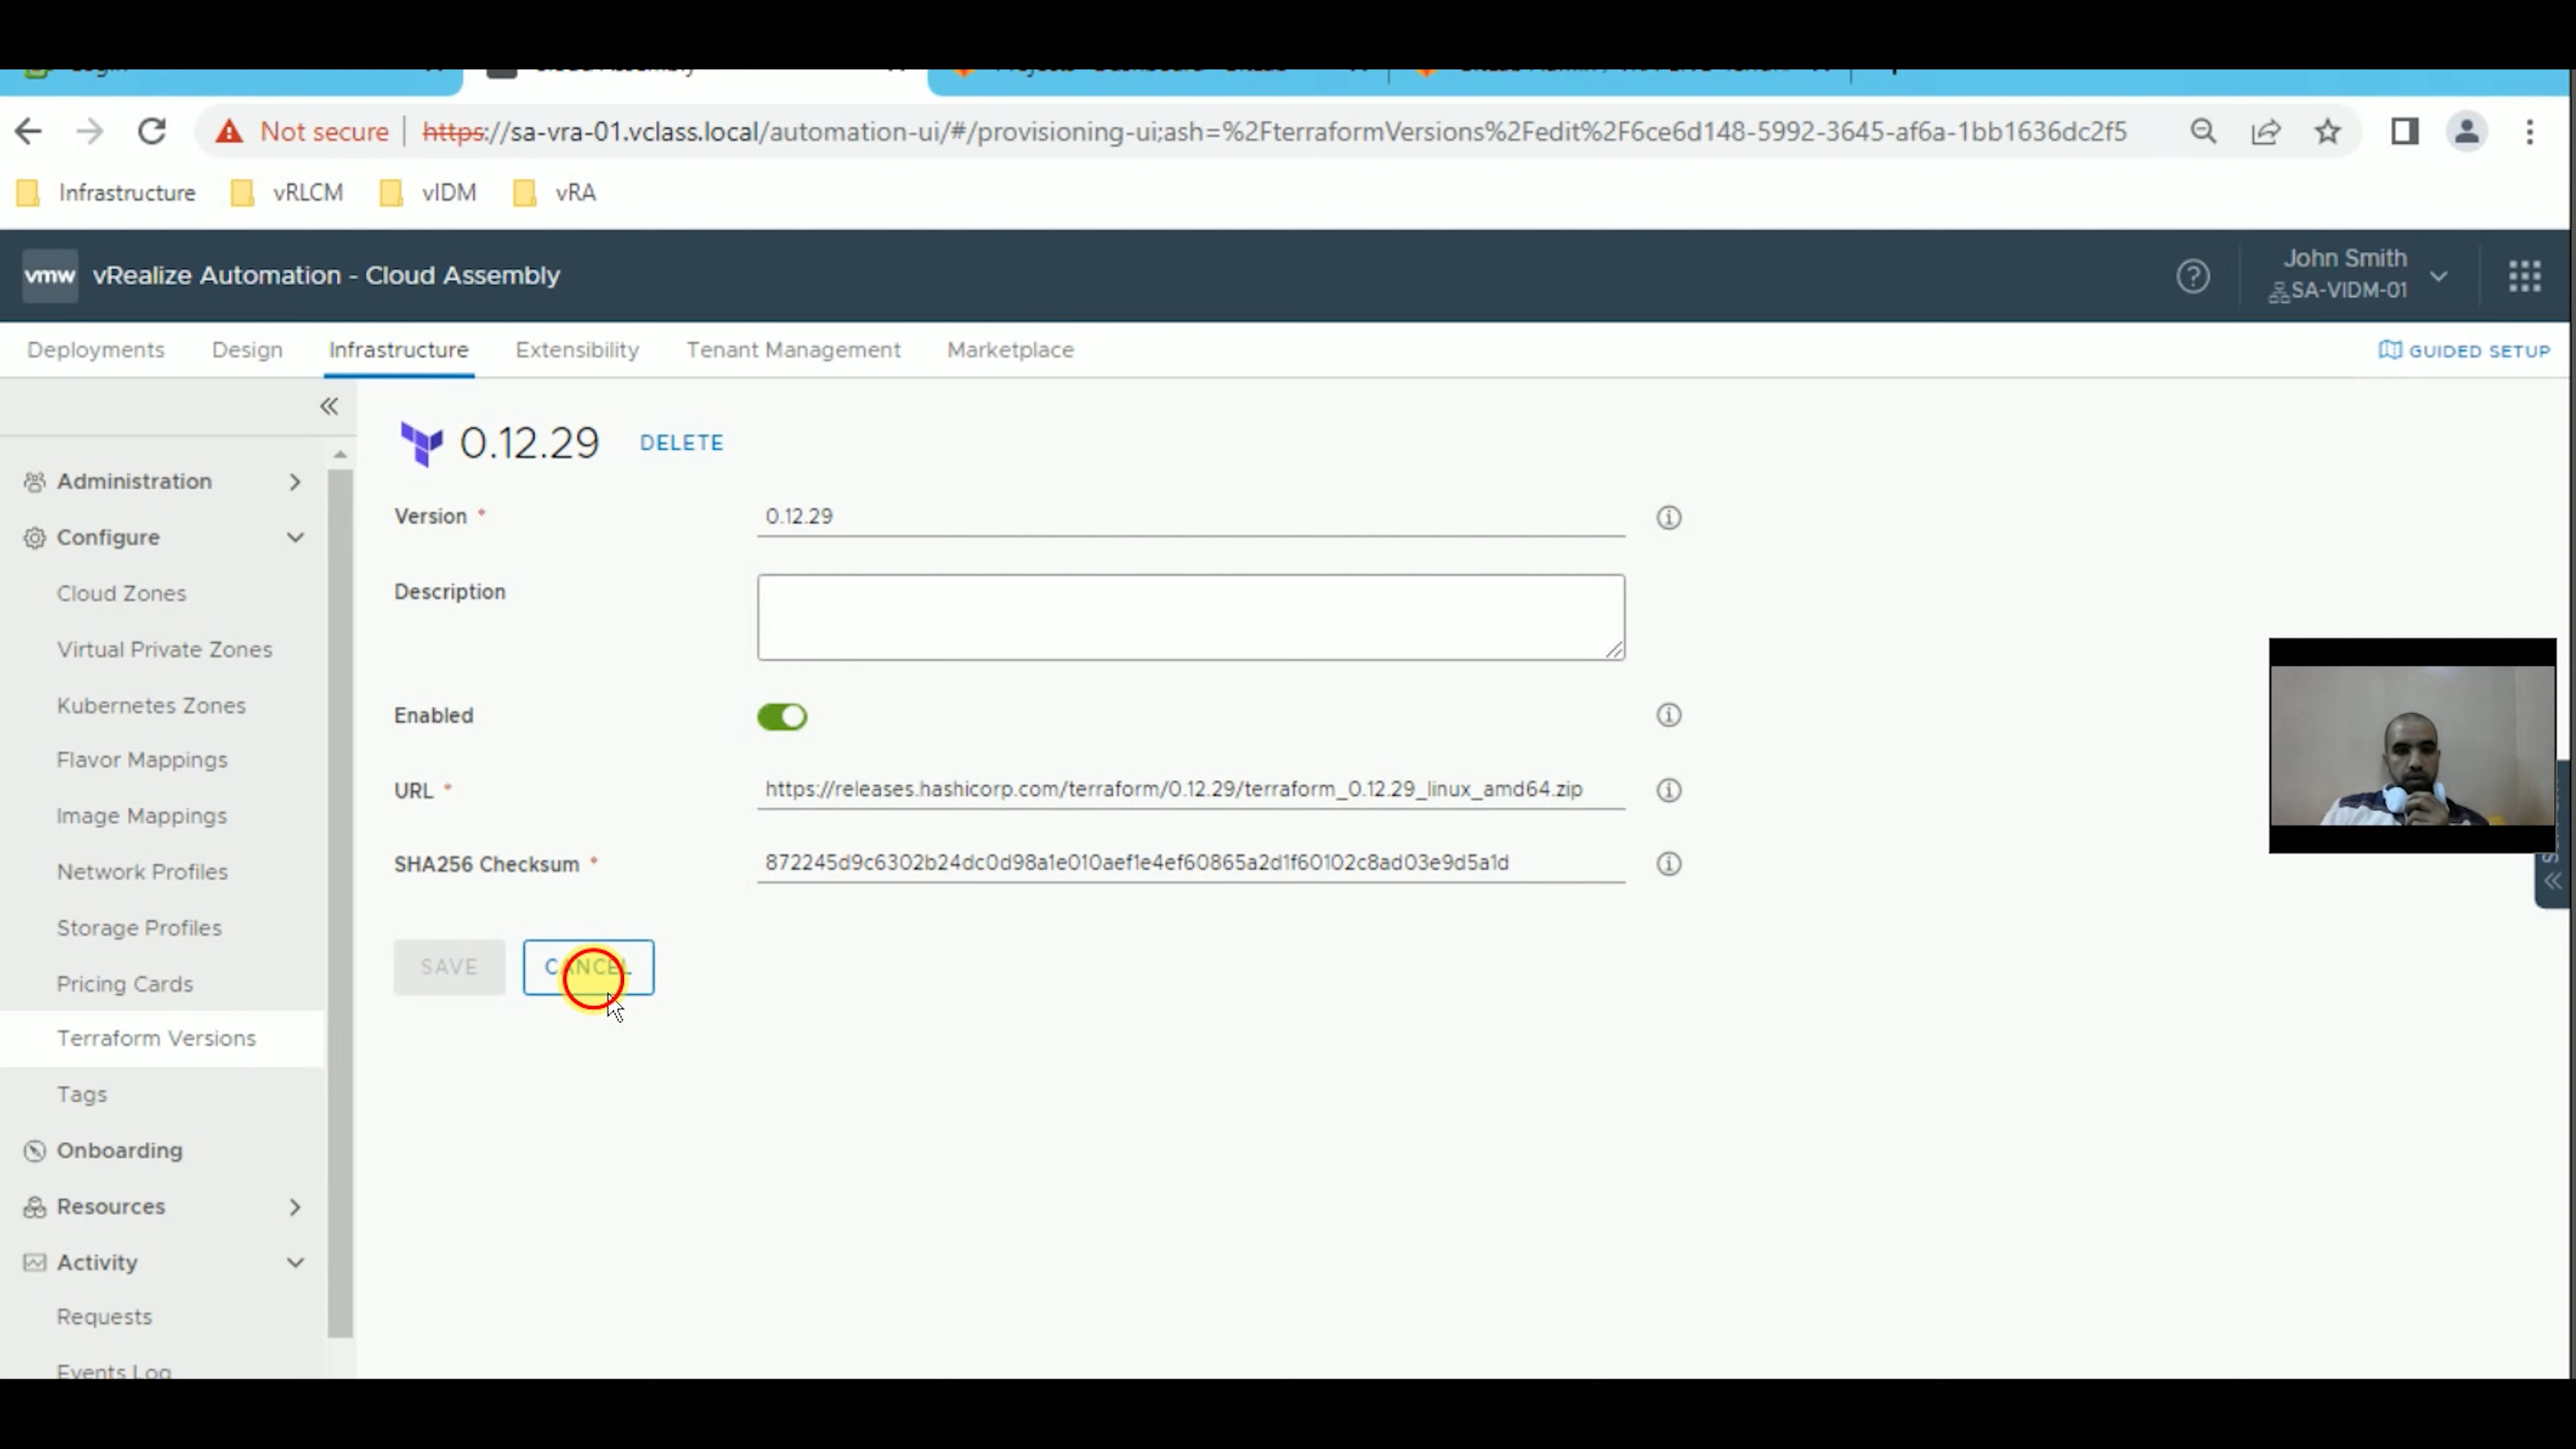 Not secure | https://sa-vra-01.vclass.local/automation-ui/#/provisioning-ui;ash=%2FterraformVersions%2Fedit%2F6ce6d148-5992-3645-af6a-1bb1636dc2f5
Infrastructure vRLCM vIDM vRA
vmw vRealize Automation - Cloud Assembly
John Smith
SA-VIDM-01
Deployments Design Infrastructure Extensibility Tenant Management Marketplace GUIDED SETUP
Administration
Configure
Cloud Zones
Virtual Private Zones
Kubernetes Zones
Flavor Mappings
Image Mappings
Network Profiles
Storage Profiles
Pricing Cards
Terraform Versions
Tags
Onboarding
Resources
Activity
Requests
Events Log
0.12.29 DELETE
Version * 0.12.29
Description
Enabled
URL * https://releases.hashicorp.com/terraform/0.12.29/terraform_0.12.29_linux_amd64.zip
SHA256 Checksum * 872245d9c6302b24dc0d98a1e010aef1e4ef60865a2d1f60102c8ad03e9d5a1d
SAVE CANCEL